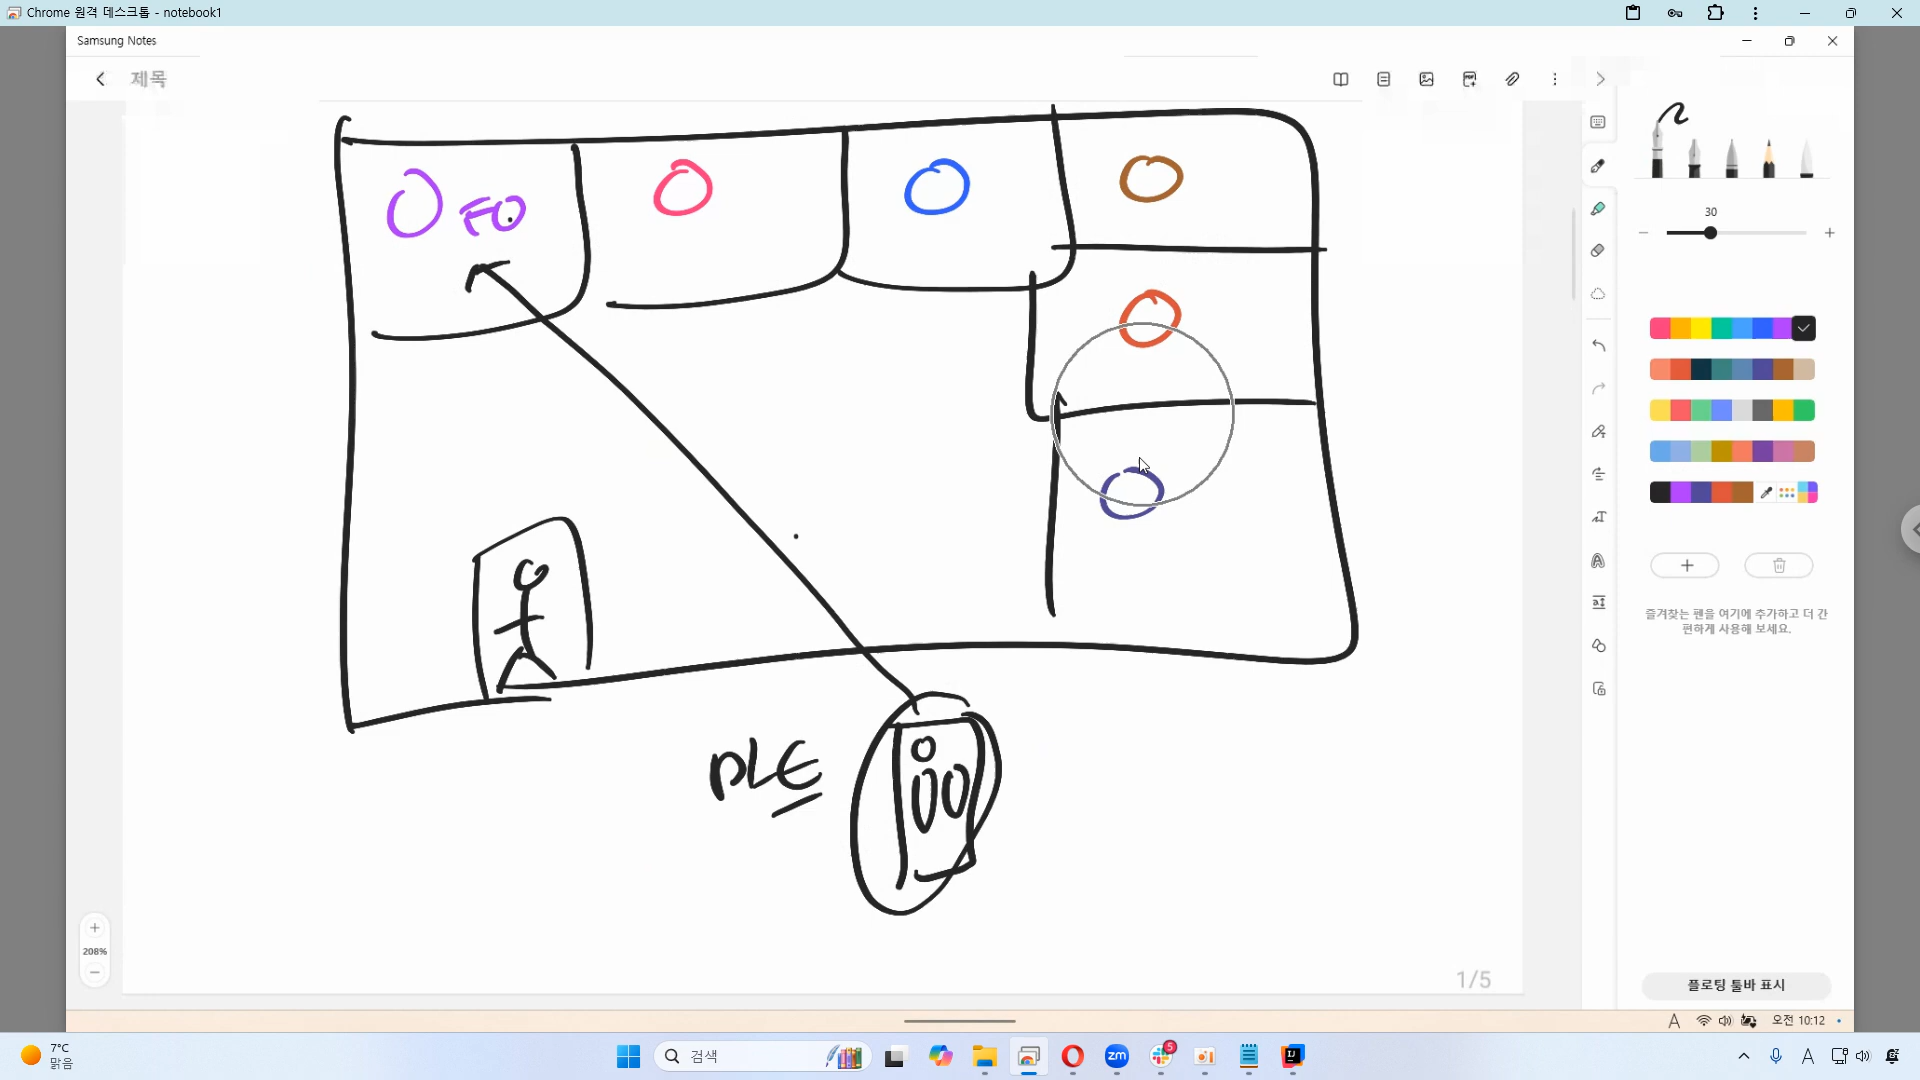 Chrome 원격 데스크톱 - notebook1
Samsung Notes
제목
30
FO
DLE
208%
1/5
즐겨찾는 펜을 여기에 추가하고 더 간
편하게 사용해 보세요.
플로팅 툴바 표시
A 오전 10:12
7°C
맑음
검색
zm
5
A